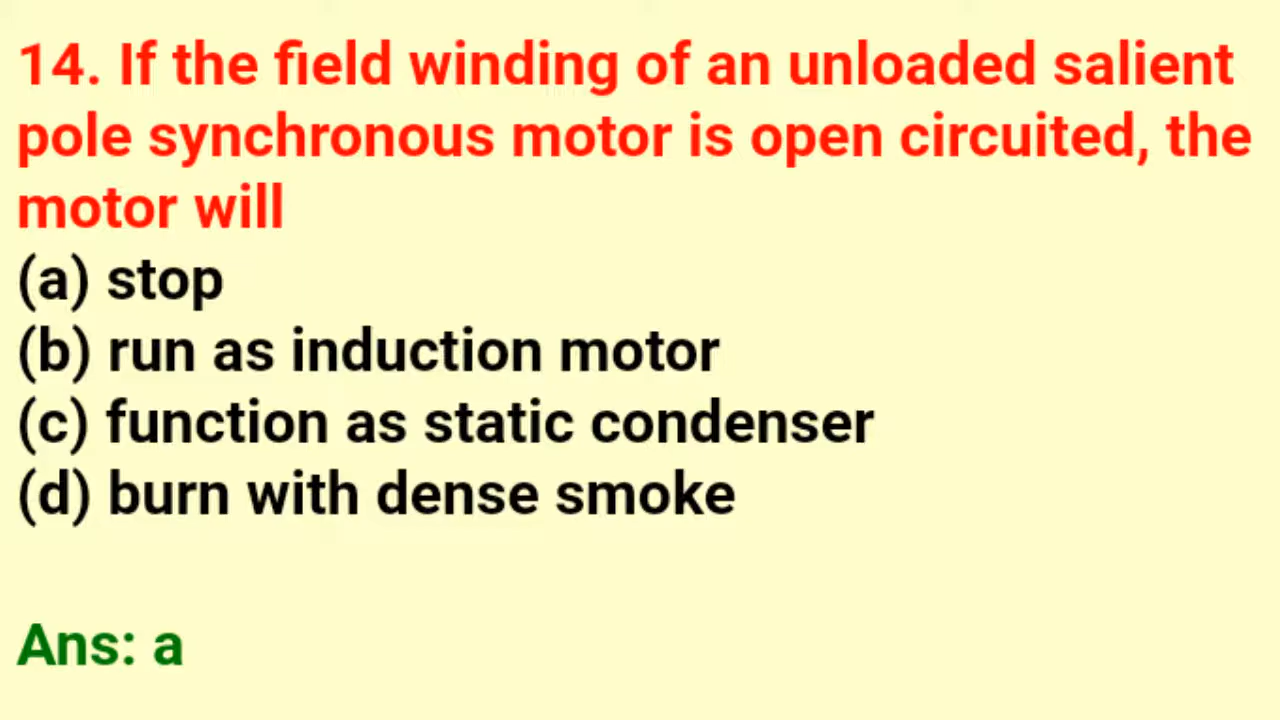 14. If the field winding of an unloaded salient
pole synchronous motor is open circuited, the
motor will
(a) stop
(b) run as induction motor
(c) function as static condenser
(d) burn with dense smoke
Ans: a